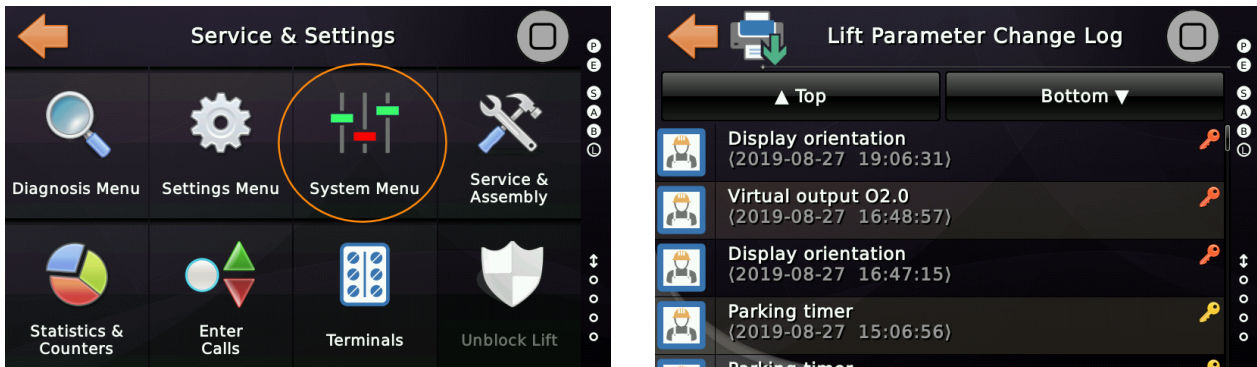 Service & Settings
P
E
S
A
B
L
Diagnosis Menu
Settings Menu
System Menu
Service &
Assembly
Statistics &
Counters
Enter
Calls
Terminals
Unblock Lift
Lift Parameter Change Log
P
E
S
A
B
L
▲ Top
Bottom ▼
Display orientation
(2019-08-27 19:06:31)
Virtual output O2.0
(2019-08-27 16:48:57)
Display orientation
(2019-08-27 16:47:15)
Parking timer
(2019-08-27 15:06:56)
Parking timer